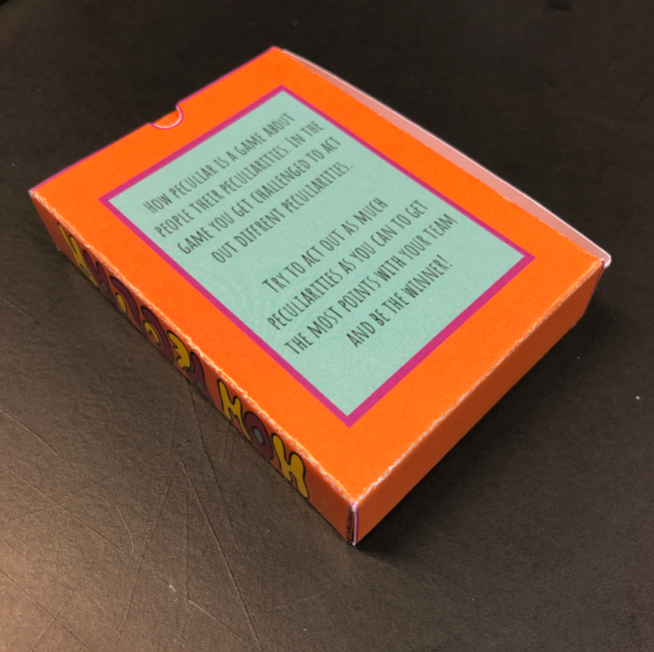 HOW PECULIAR IS A GAME ABOUT
PEOPLE THEIR PECULIARITIES. IN THE
GAME YOU GET CHALLENGED TO ACT
OUT DIFFRENT PECULIARITIES.
TRY TO ACT OUT AS MUCH
PECULIARITIES AS YOU CAN TO GET
THE MOST POINTS WITH YOUR TEAM
AND BE THE WINNER!
HOW